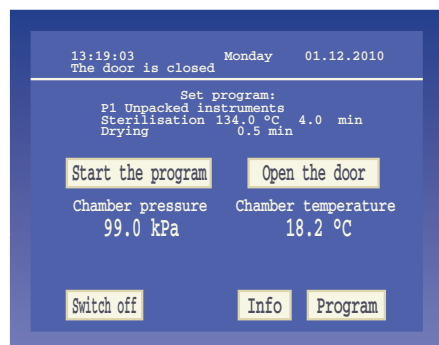 13:19:03 Monday 01.12.2010
The door is closed
Set program:
P1 Unpacked instruments
Sterilisation 134.0 ºC 4.0 min
Drying 0.5 min
Start the program Open the door
Chamber pressure Chamber temperature
99.0 kPa 18.2 ºC
Switch off Info Program